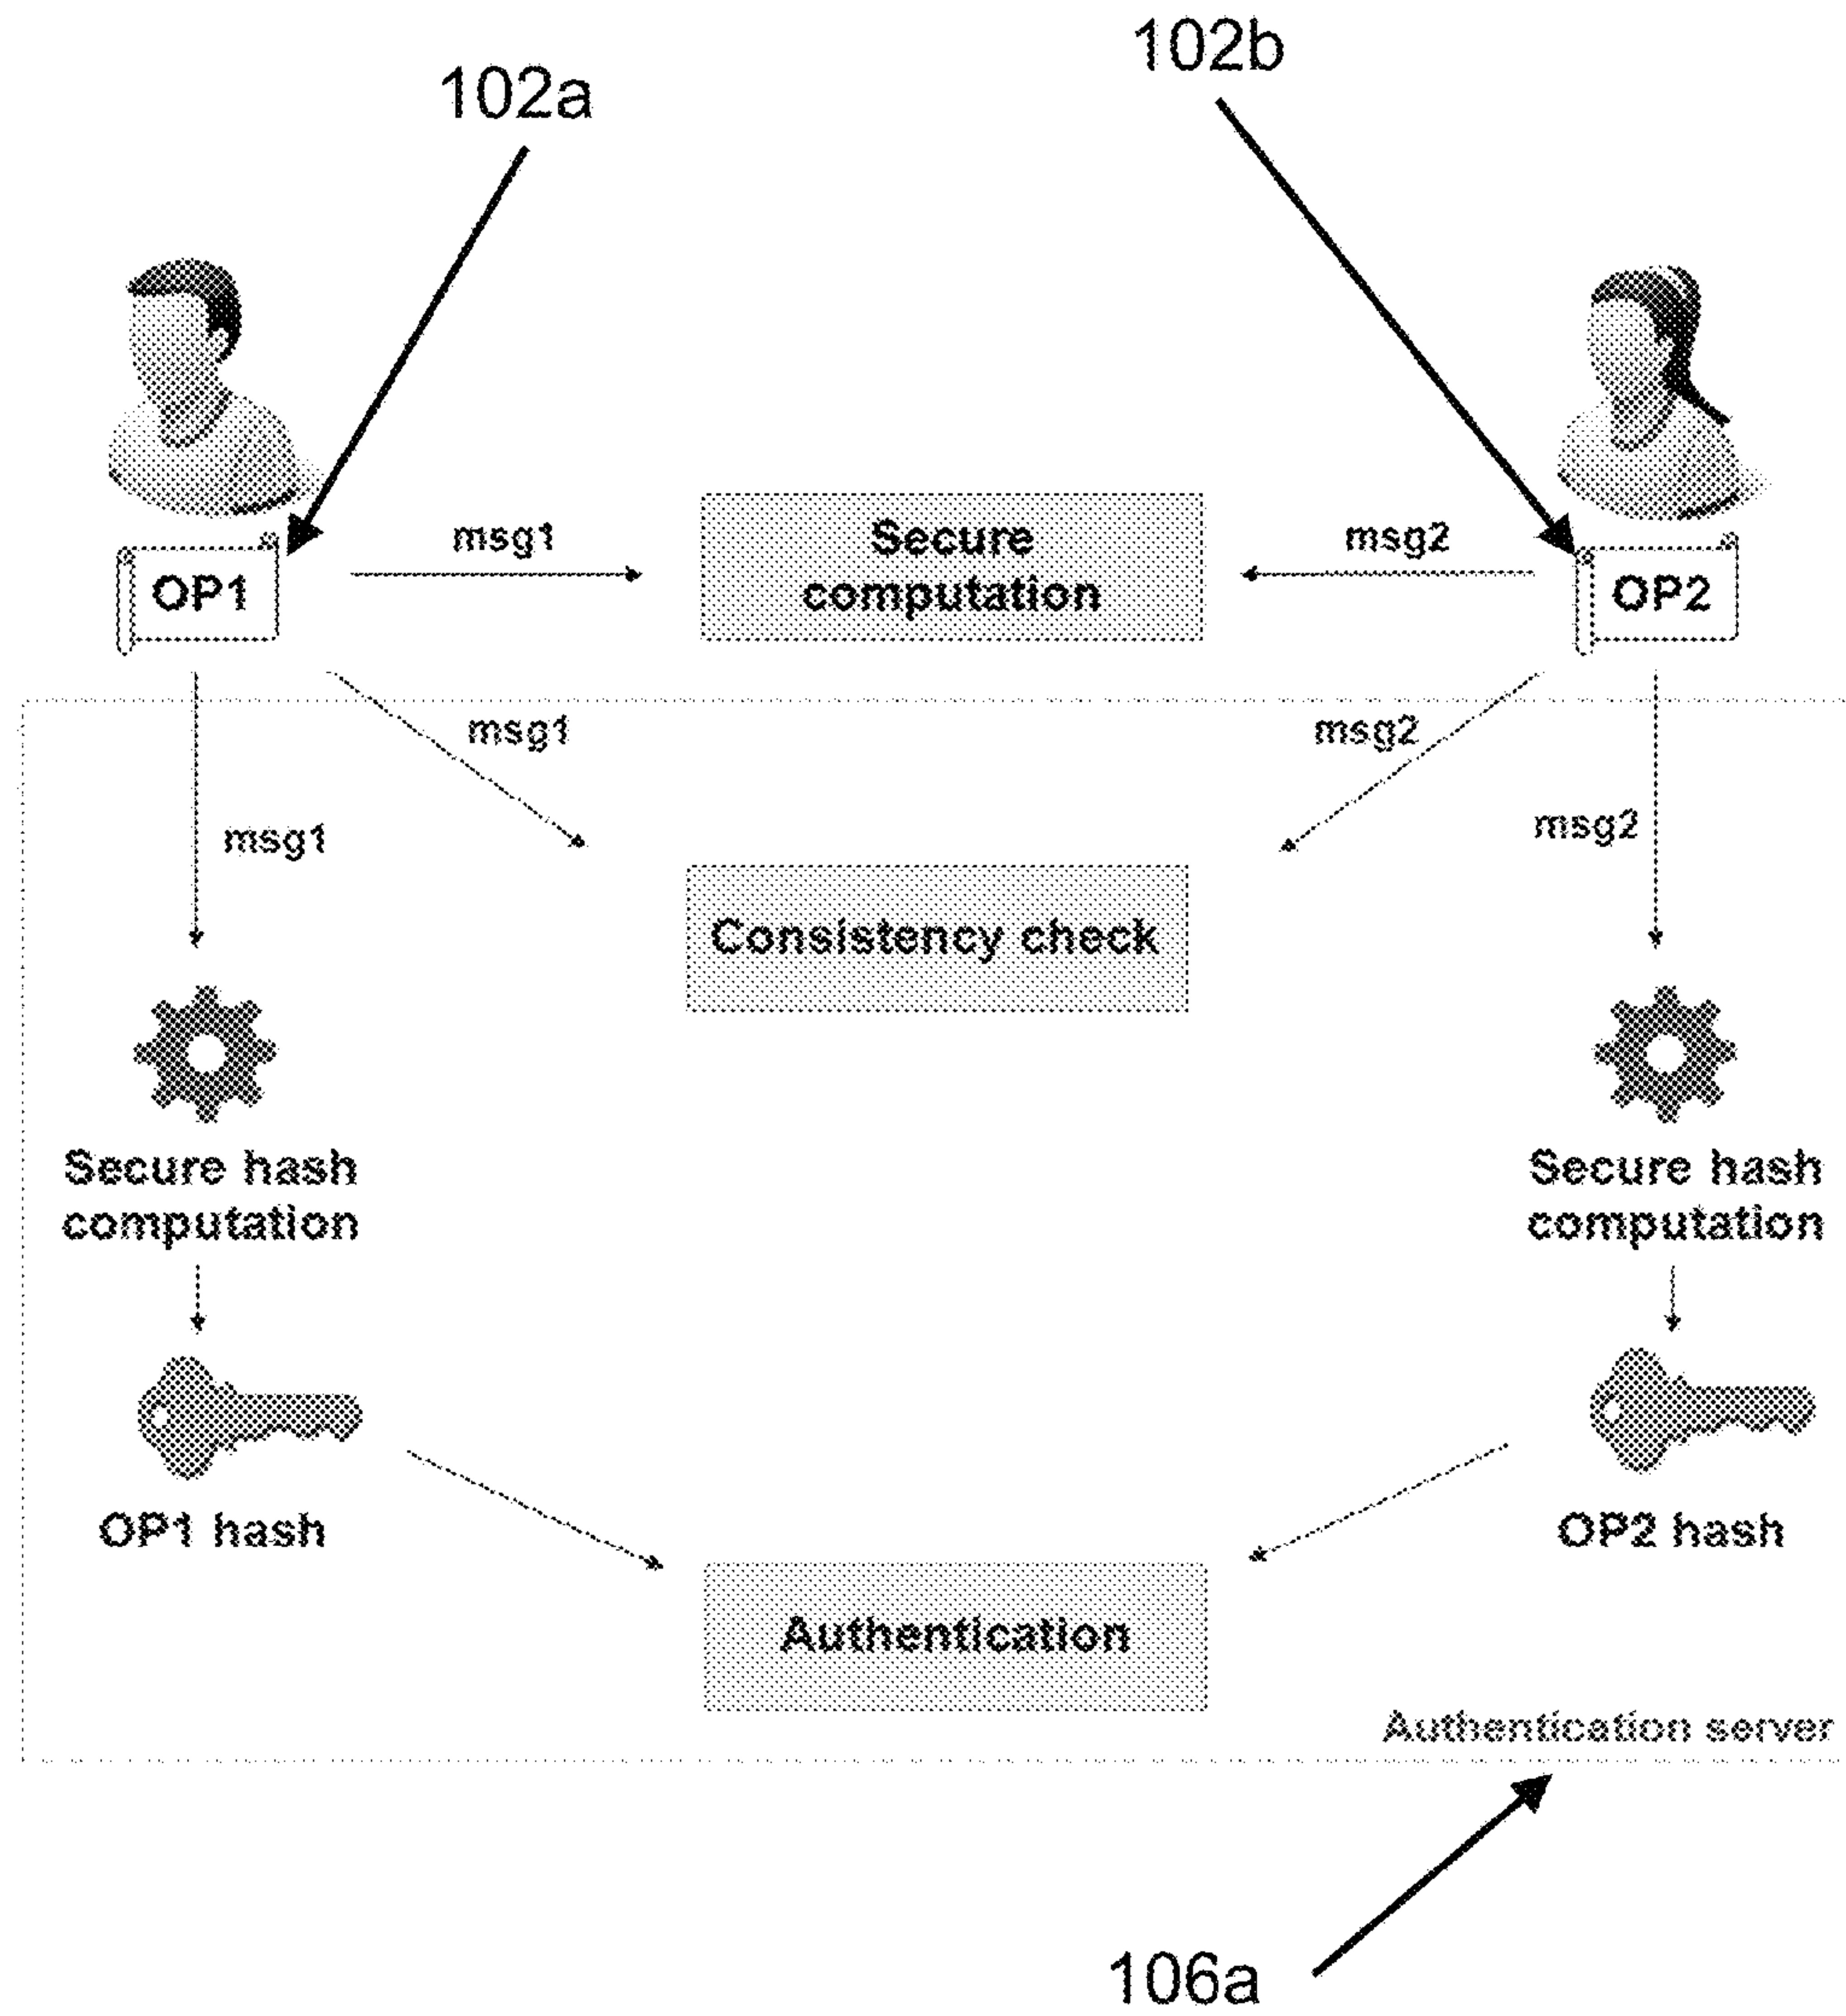 102b
102a
msg1
Secure
computation
msg2
OP1
OP2
msg1
msg2
msg1
msg2
Consistency check
Secure hash
computation
Secure hash
computation
OP1 hash
OP2 hash
Authentication
Authentication server
106a